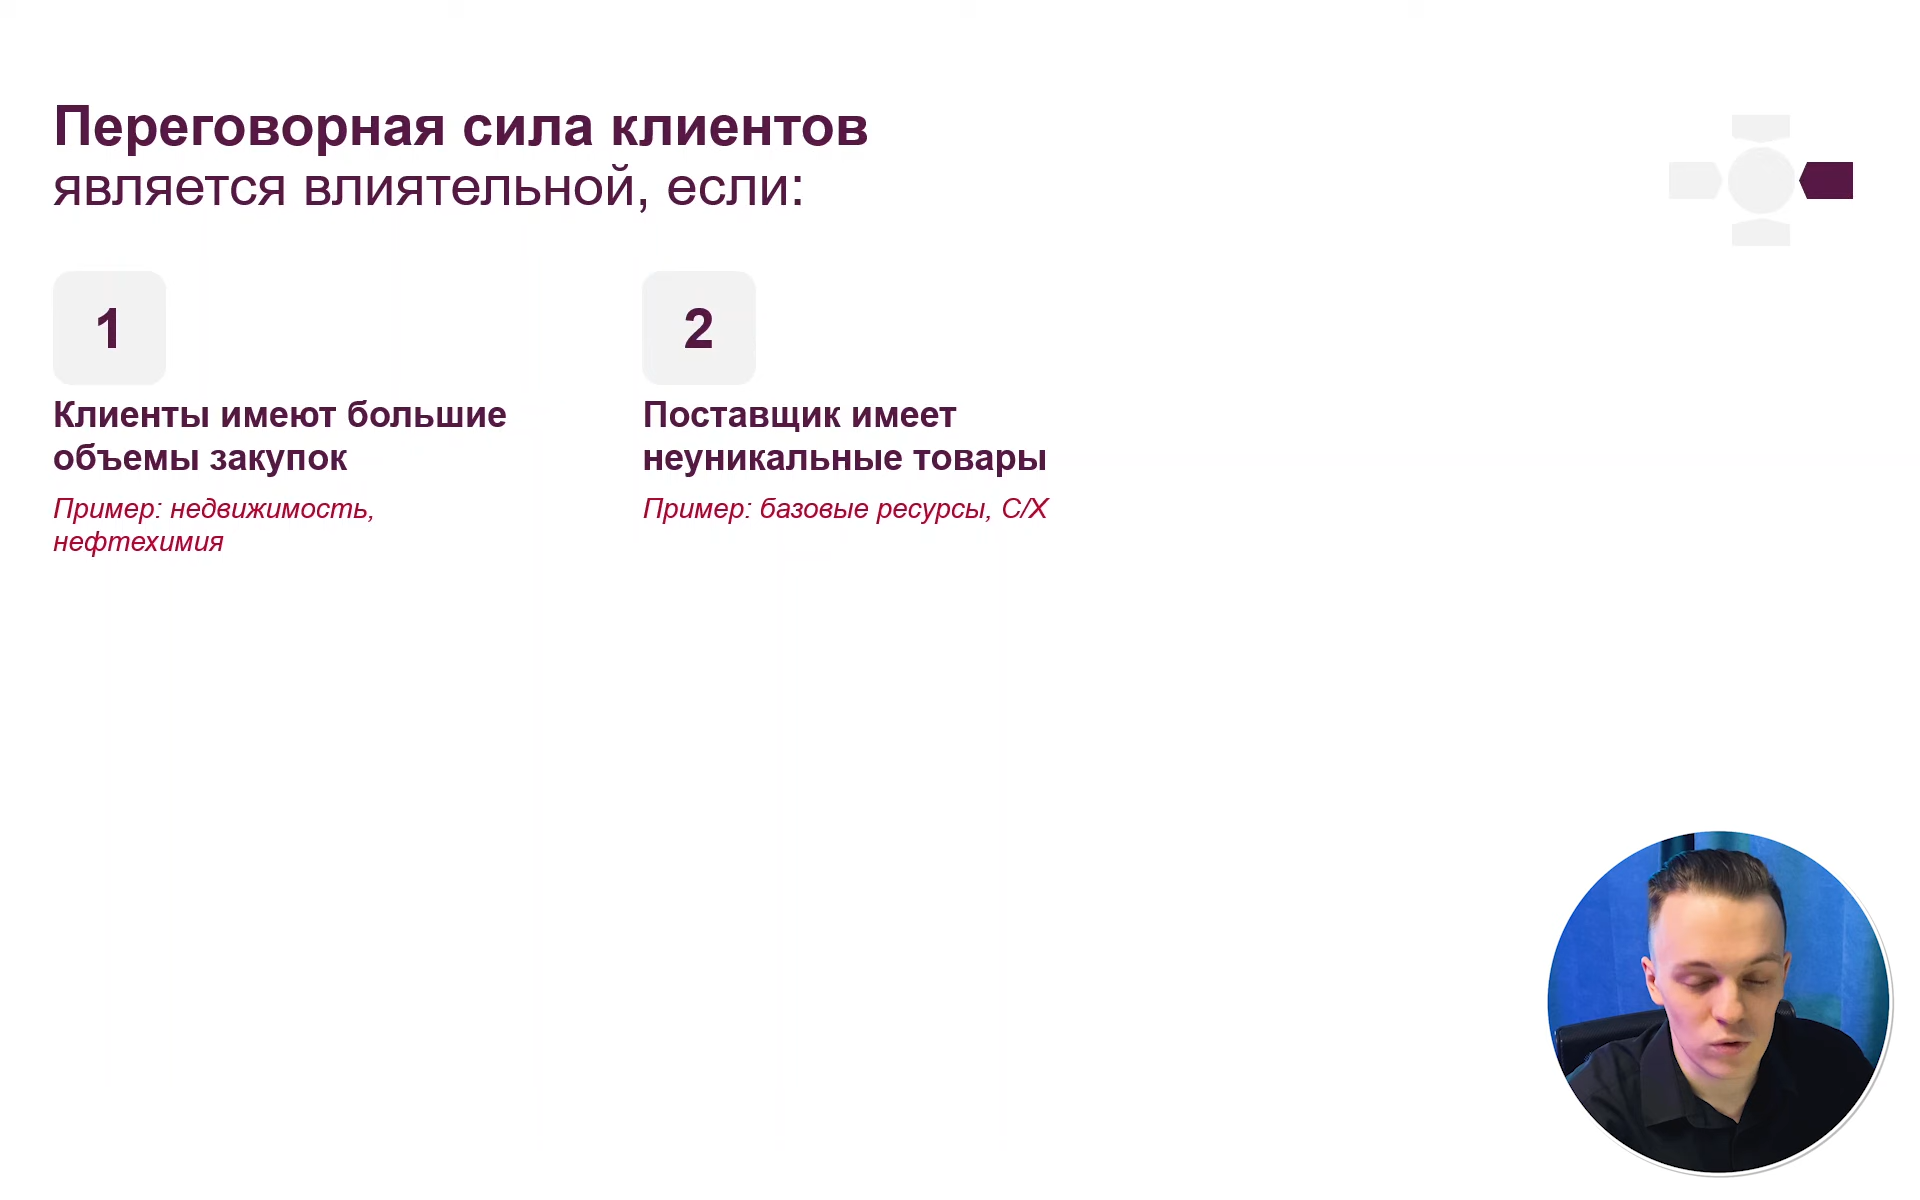 Переговорная сила клиентов
является влиятельной, если:
1
Клиенты имеют большие
объемы закупок
Пример: недвижимость,
нефтехимия
2
Поставщик имеет
неуникальные товары
Пример: базовые ресурсы, С/Х